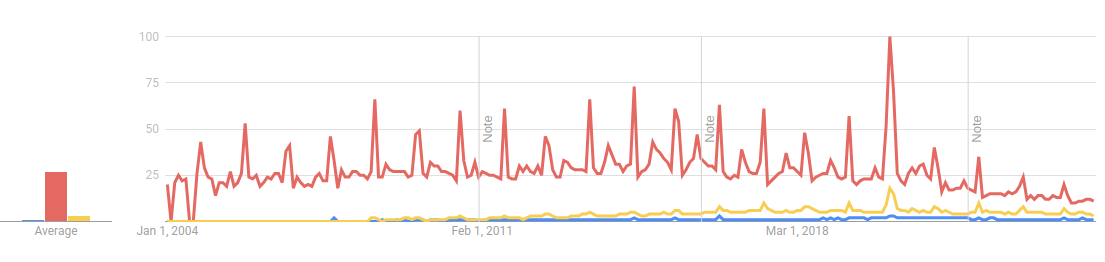 100
75
50
25
Note
Note
Note
Average
Jan 1, 2004
Feb 1, 2011
Mar 1, 2018